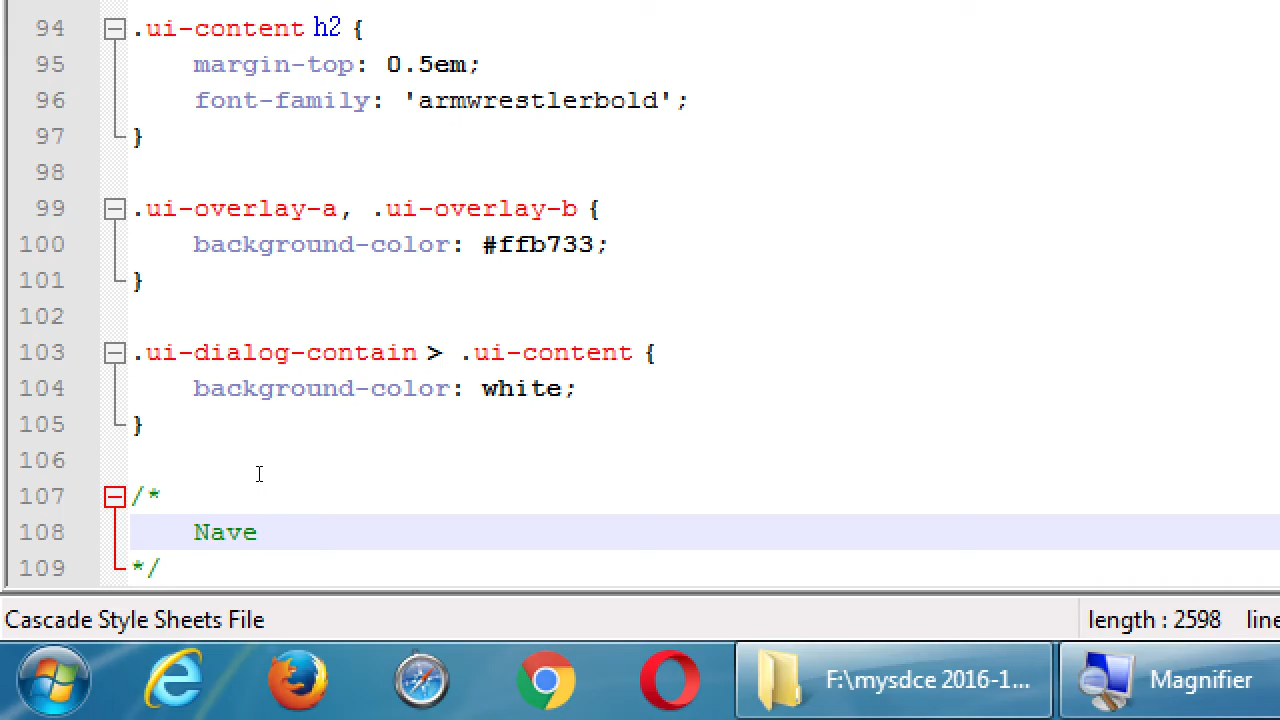 94 .ui-content h2 {
95 margin-top: 0.5em;
96 font-family: 'armwrestlerbold';
97 }
98
99 .ui-overlay-a, .ui-overlay-b {
100 background-color: #ffb733;
101 }
102
103 .ui-dialog-contain > .ui-content {
104 background-color: white;
105 }
106
107 /*
108 Nave
109 */
Cascade Style Sheets File length : 2598 line
F:\mysdce 2016-1... Magnifier